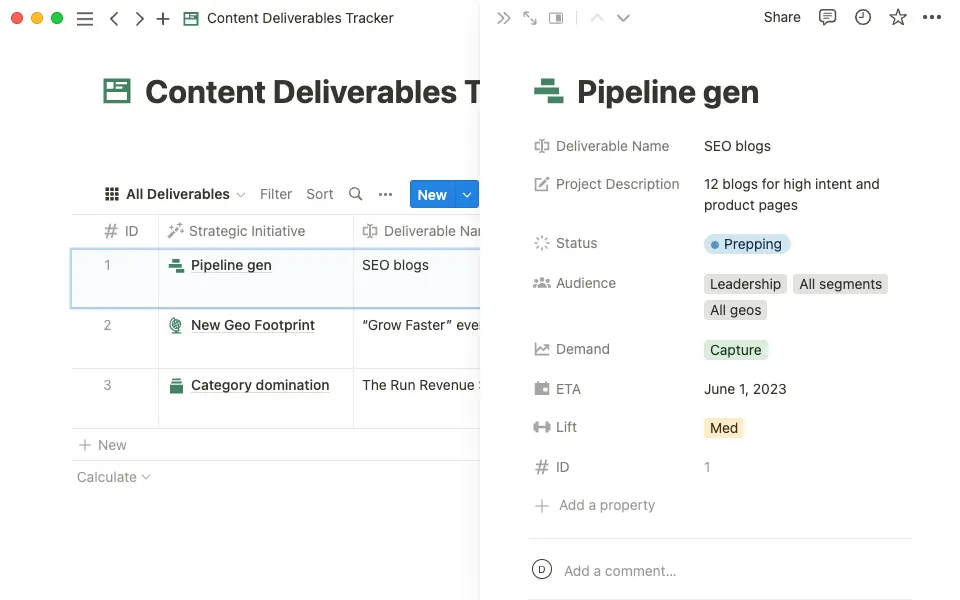 Content Deliverables Tracker
Share
Content Deliverables T
All Deliverables Filter Sort New
# ID Strategic Initiative Deliverable Nar
1 Pipeline gen SEO blogs
2 New Geo Footprint “Grow Faster” eve
3 Category domination The Run Revenue
+ New
Calculate
Pipeline gen
Deliverable Name SEO blogs
Project Description 12 blogs for high intent and
product pages
Status Prepping
Audience Leadership All segments
All geos
Demand Capture
ETA June 1, 2023
Lift Med
# ID 1
+ Add a property
D Add a comment...